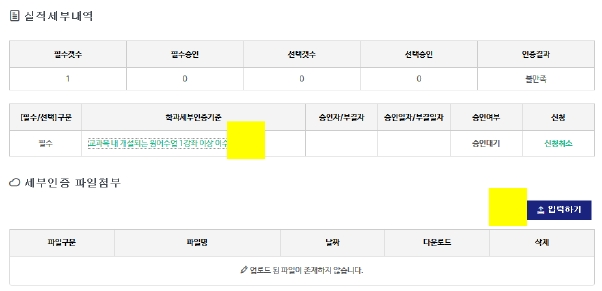 실적세부내역
필수갯수 필수승인 선택갯수 선택승인 인증결과
1 0 0 0 불만족
[필수/선택]구분 학과세부인증기준 승인자/부결자 승인일자/부결일자 승인여부 신청
필수 교과목 내 개설되는 원어수업 1강좌 이상 이수 승인대기 신청취소
세부인증 파일첨부
입력하기
파일구분 파일명 날짜 다운로드 삭제
업로드 된 파일이 존재하지 않습니다.